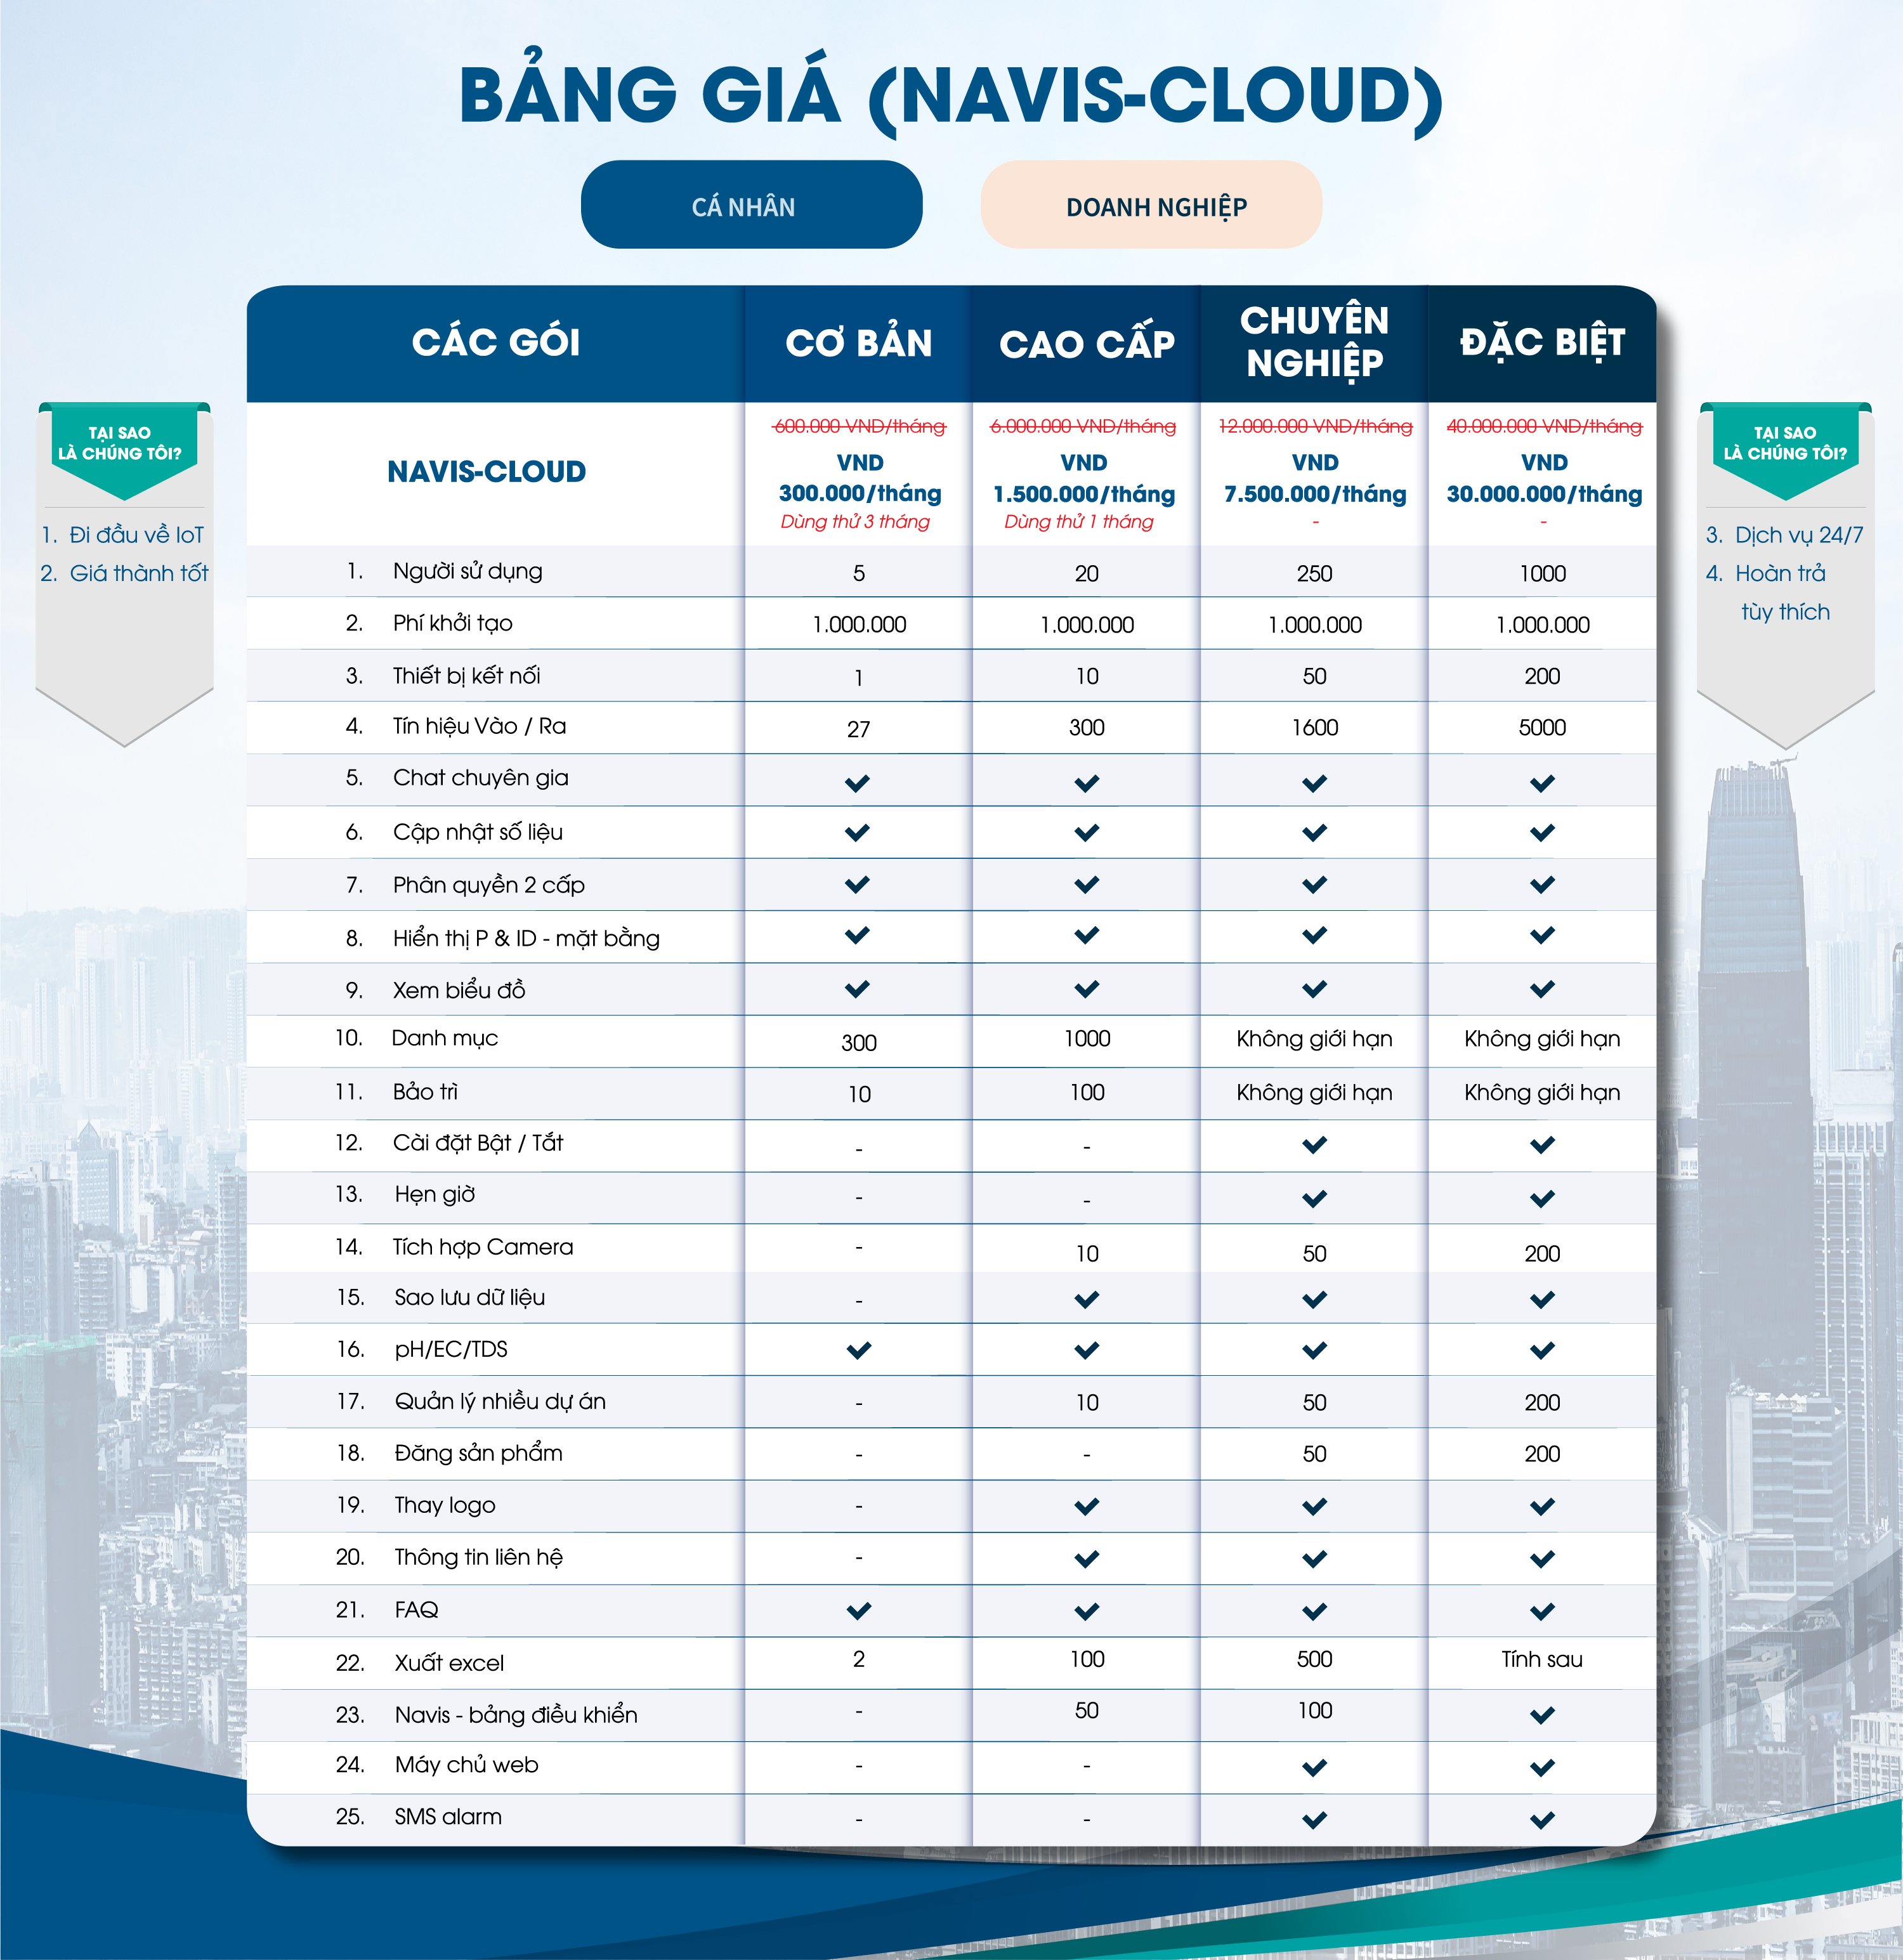 BẢNG GIÁ (NAVIS-CLOUD)
CÁ NHÂN
DOANH NGHIỆP
CÁC GÓI CƠ BẢN CAO CẤP CHUYÊN NGHIỆP ĐẶC BIỆT
600.000 VND/tháng 6.000.000 VND/tháng 12.000.000 VND/tháng 40.000.000 VND/tháng
NAVIS-CLOUD
VND VND VND VND
300.000/tháng 1.500.000/tháng 7.500.000/tháng 30.000.000/tháng
Dùng thử 3 tháng Dùng thử 1 tháng - -
1. Người sử dụng 5 20 250 1000
2. Phí khởi tạo 1.000.000 1.000.000 1.000.000 1.000.000
3. Thiết bị kết nối 1 10 50 200
4. Tín hiệu Vào / Ra 27 300 1600 5000
5. Chat chuyên gia ✓ ✓ ✓ ✓
6. Cập nhật số liệu ✓ ✓ ✓ ✓
7. Phân quyền 2 cấp ✓ ✓ ✓ ✓
8. Hiển thị P & ID - mặt bằng ✓ ✓ ✓ ✓
9. Xem biểu đồ ✓ ✓ ✓ ✓
10. Danh mục 300 1000 Không giới hạn Không giới hạn
11. Bảo trì 10 100 Không giới hạn Không giới hạn
12. Cài đặt Bật / Tắt - - ✓ ✓
13. Hẹn giờ - - ✓ ✓
14. Tích hợp Camera - 10 50 200
15. Sao lưu dữ liệu - ✓ ✓ ✓
16. pH/EC/TDS ✓ ✓ ✓ ✓
17. Quản lý nhiều dự án - 10 50 200
18. Đăng sản phẩm - - 50 200
19. Thay logo - ✓ ✓ ✓
20. Thông tin liên hệ - ✓ ✓ ✓
21. FAQ ✓ ✓ ✓ ✓
22. Xuất excel 2 100 500 Tính sau
23. Navis - bảng điều khiển - 50 100 ✓
24. Máy chủ web - - ✓ ✓
25. SMS alarm - - ✓ ✓
TẠI SAO
LÀ CHÚNG TÔI?
1. Đi đầu về IoT
2. Giá thành tốt
TẠI SAO
LÀ CHÚNG TÔI?
3. Dịch vụ 24/7
4. Hoàn trả
tùy thích